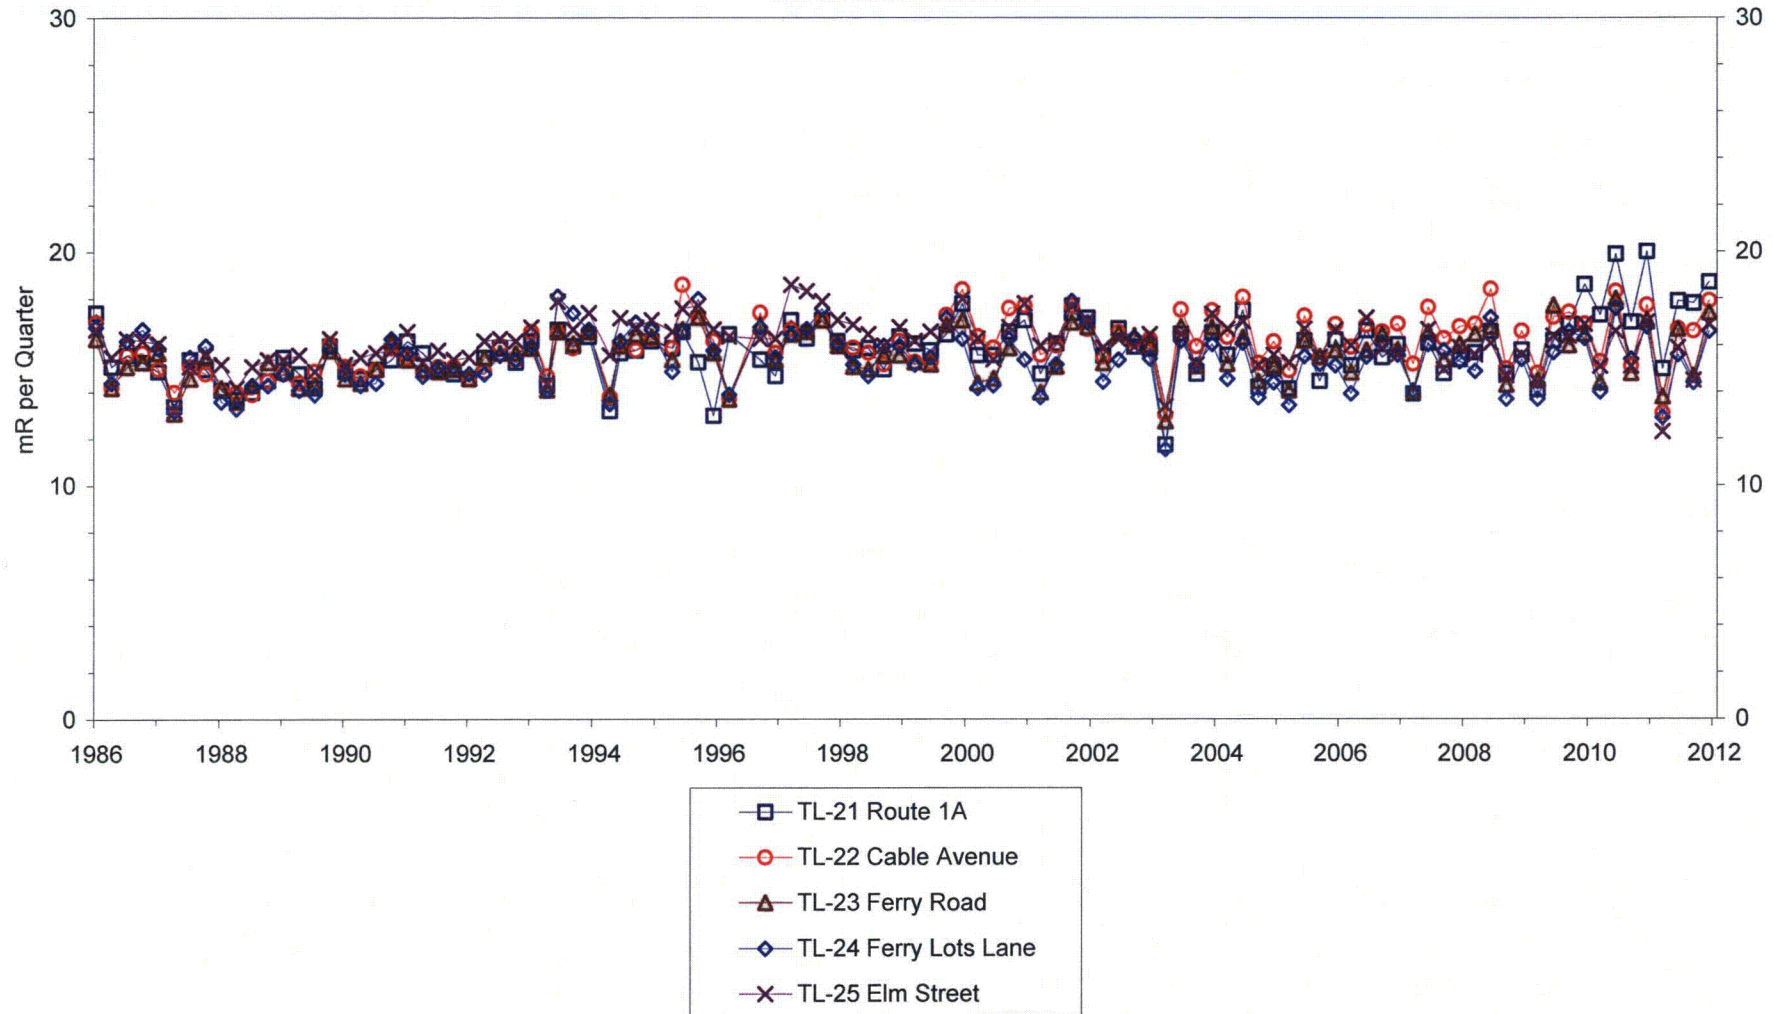 30
30
20
20
10
10
0
0
mR per Quarter
1986 1988 1990 1992 1994 1996 1998 2000 2002 2004 2006 2008 2010 2012
TL-21 Route 1A
TL-22 Cable Avenue
TL-23 Ferry Road
TL-24 Ferry Lots Lane
TL-25 Elm Street